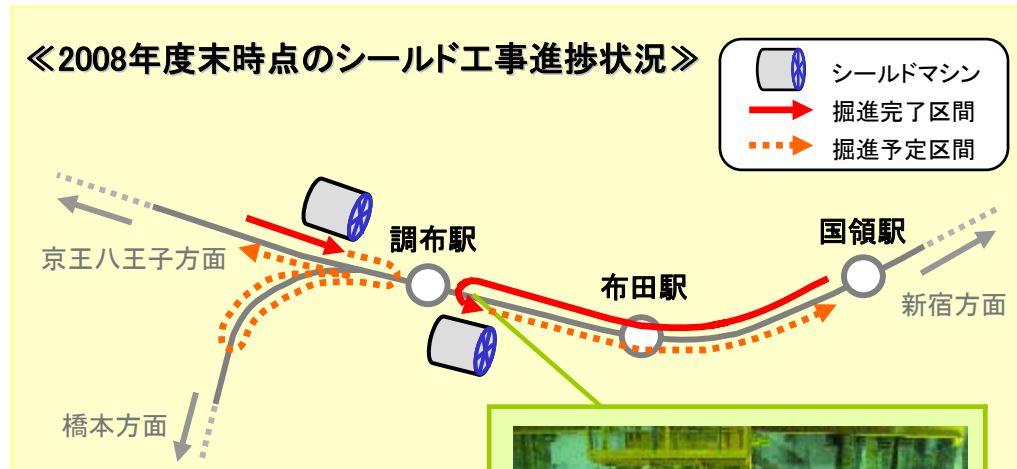 ≪2008年度末時点のシールド工事進捗状況≫
シールドマシン
掘進完了区間
掘進予定区間
国領駅
調布駅
京王八王子方面
布田駅
新宿方面
橋本方面